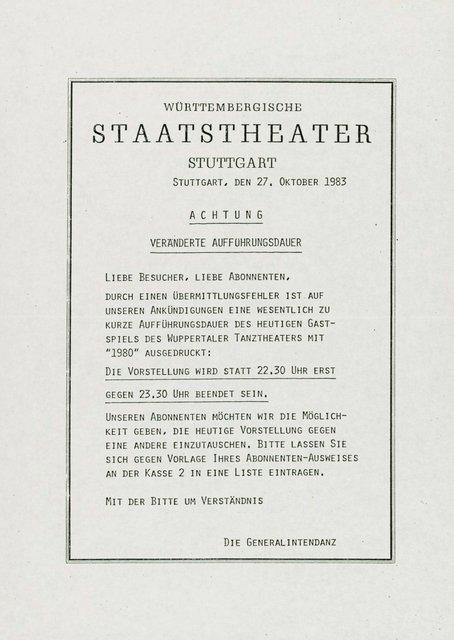 WÜRTTEMBERGISCHE
STAATSTHEATER
STUTTGART
STUTTGART, DEN 27. OKTOBER 1983
ACHTUNG
VERÄNDERTE AUFFÜHRUNGSDAUER
LIEBE BESUCHER, LIEBE ABONNENTEN,
DURCH EINEN ÜBERMITTLUNGSFEHLER IST AUF
UNSEREN ANKÜNDIGUNGEN EINE WESENTLICH ZU
KURZE AUFFÜHRUNGSDAUER DES HEUTIGEN GAST-
SPIELS DES WUPPERTALER TANZTHEATERS MIT
"1980" AUSGEDRUCKT:
DIE VORSTELLUNG WIRD STATT 22.30 UHR ERST
GEGEN 23.30 UHR BEENDET SEIN.
UNSEREN ABONNENTEN MÖCHTEN WIR DIE MÖGLICH-
KEIT GEBEN, DIE HEUTIGE VORSTELLUNG GEGEN
EINE ANDERE EINZUTAUSCHEN. BITTE LASSEN SIE
SICH GEGEN VORLAGE IHRES ABONNENTEN-AUSWEISES
AN DER KASSE 2 IN EINE LISTE EINTRAGEN.
MIT DER BITTE UM VERSTÄNDNIS
DIE GENERALINTENDANZ